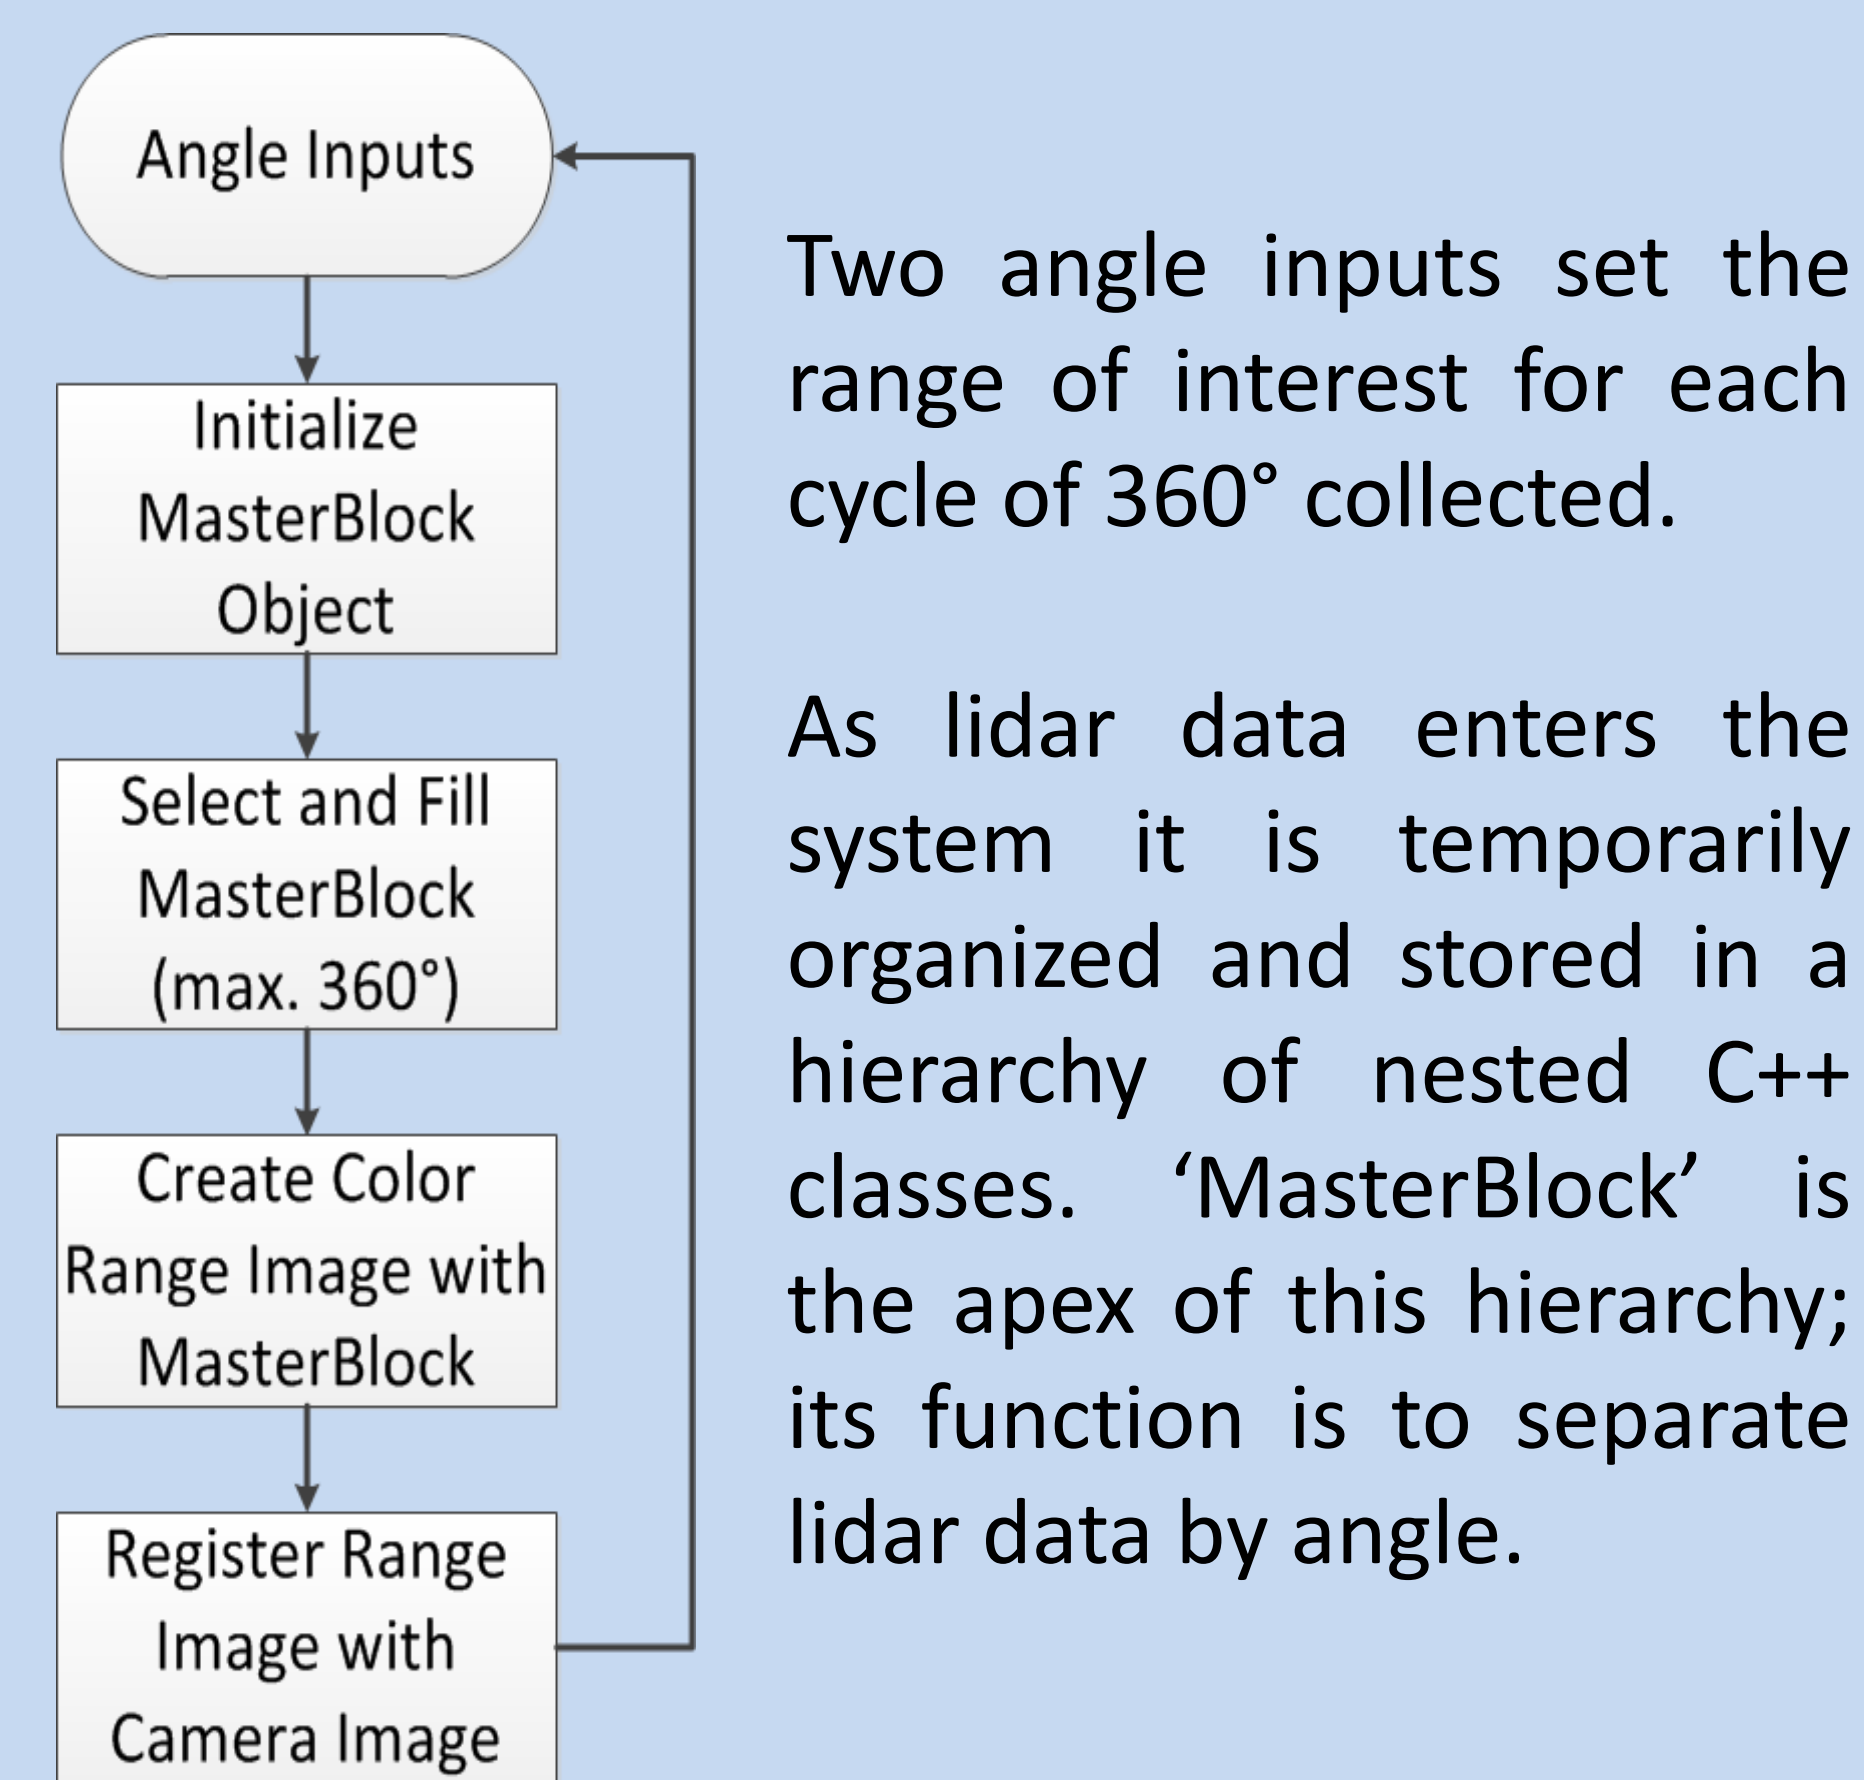 Angle Inputs
Initialize
MasterBlock
Object
Select and Fill
MasterBlock
(max. 360°)
Create Color
Range Image with
MasterBlock
Register Range
Image with
Camera Image
Two angle inputs set the
range of interest for each
cycle of 360° collected.
As lidar data enters the
system it is temporarily
organized and stored in a
hierarchy of nested C++
classes. ‘MasterBlock’ is
the apex of this hierarchy;
its function is to separate
lidar data by angle.